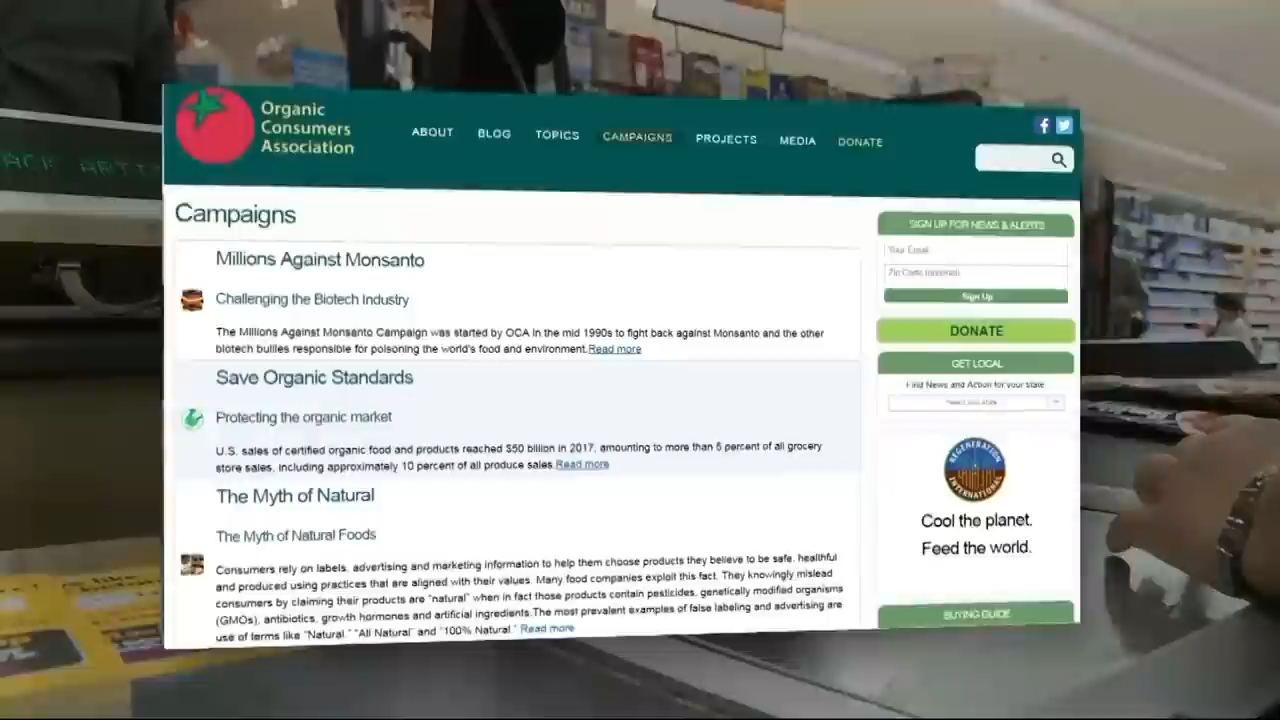 Organic
Consumers
Association
ABOUT
BLOG
TOPICS
CAMPAIGNS
PROJECTS
MEDIA
DONATE
Campaigns
Millions Against Monsanto
Challenging the Biotech Industry
The Millions Against Monsanto Campaign was started by OCA in the mid 1990s to fight back against Monsanto and the other
biotech bullies responsible for poisoning the world's food and environment.Read more
Save Organic Standards
Protecting the organic market
U.S. sales of certified organic food and products reached $50 billion in 2017, amounting to more than 5 percent of all grocery
store sales, including approximately 10 percent of all produce sales.Read more
The Myth of Natural
The Myth of Natural Foods
Consumers rely on labels, advertising and marketing information to help them choose products they believe to be safe, healthful
and produced using practices that are aligned with their values. Many food companies exploit this fact. They knowingly mislead
consumers by claiming their products are "natural" when in fact those products contain pesticides, genetically modified organisms
(GMOs), antibiotics, growth hormones and artificial ingredients.The most prevalent examples of false labeling and advertising are
use of terms like "Natural," "All Natural" and "100% Natural." Read more
SIGN UP FOR NEWS & ALERTS
Your Email
Zip Code (optional)
Sign Up
DONATE
GET LOCAL
Find News and Action for your state
REGENERATION
INTERNATIONAL
Cool the planet.
Feed the world.
BUYING GUIDE